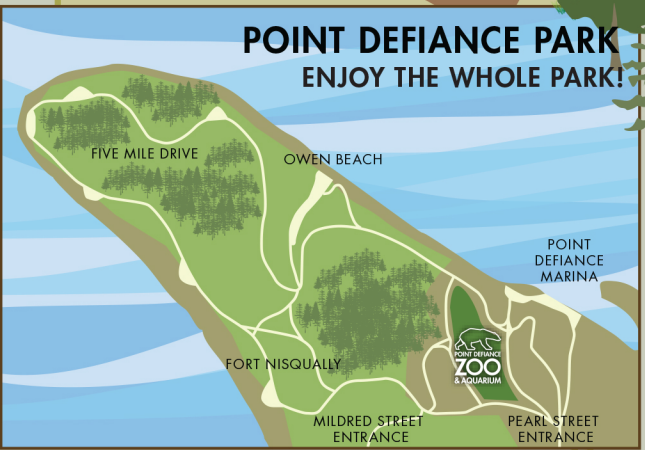 POINT DEFIANCE PARK
ENJOY THE WHOLE PARK!
FIVE MILE DRIVE
OWEN BEACH
POINT
DEFIANCE
MARINA
POINT DEFIANCE
ZOO
& AQUARIUM
FORT NISQUALLY
MILDRED STREET
ENTRANCE
PEARL STREET
ENTRANCE